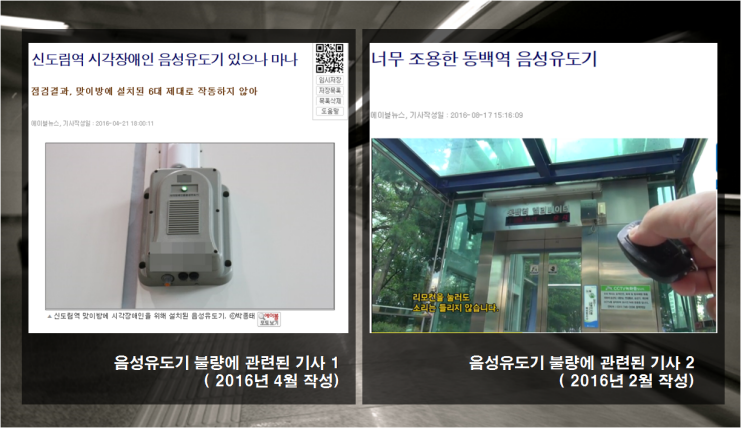 신도림역 시각장애인 음성유도기 있으나 마나
임시저장
저장목록
목록삭제
도움말
점검결과, 맞이방에 설치된 6대 제대로 작동하지 않아
에이블뉴스, 기사작성일 : 2016-04-21 16:00:11
▲신도림역 맞이방에 시각장애인을 위해 설치된 음성유도기. ⓒ박종태
에이블
포토보기
음성유도기 불량에 관련된 기사 1
( 2016년 4월 작성)
너무 조용한 동백역 음성유도기
에이블뉴스, 기사작성일 : 2016-08-17 15:16:09
CCTV
리모컨을 눌러도
소리는 들리지 않습니다.
음성유도기 불량에 관련된 기사 2
( 2016년 2월 작성)